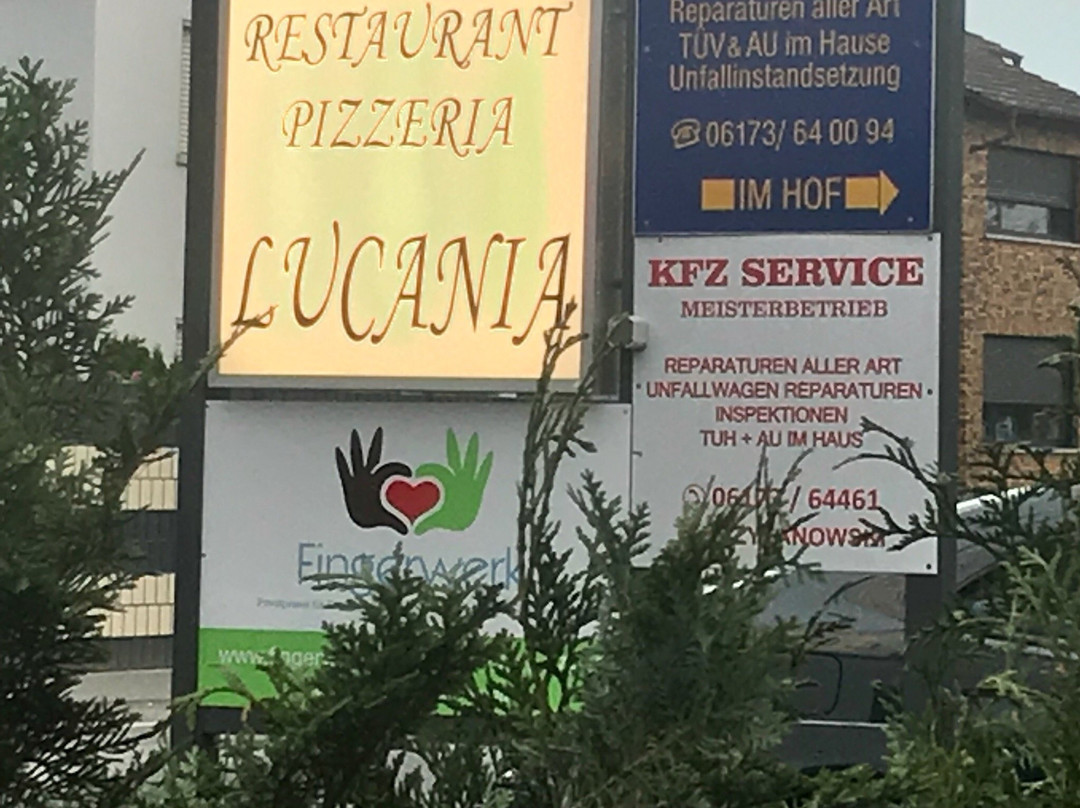 RESTAURANT
PIZZERIA
LUCANIA
Reparaturen aller Art
TÜV & AU im Hause
Unfallinstandsetzung
☎ 06173/ 64 00 94
IM HOF
KFZ SERVICE
MEISTERBETRIEB
REPARATUREN ALLER ART
UNFALLWAGEN REPARATUREN
INSPEKTIONEN
TUH + AU IM HAUS
/ 64461
Fingerwerk